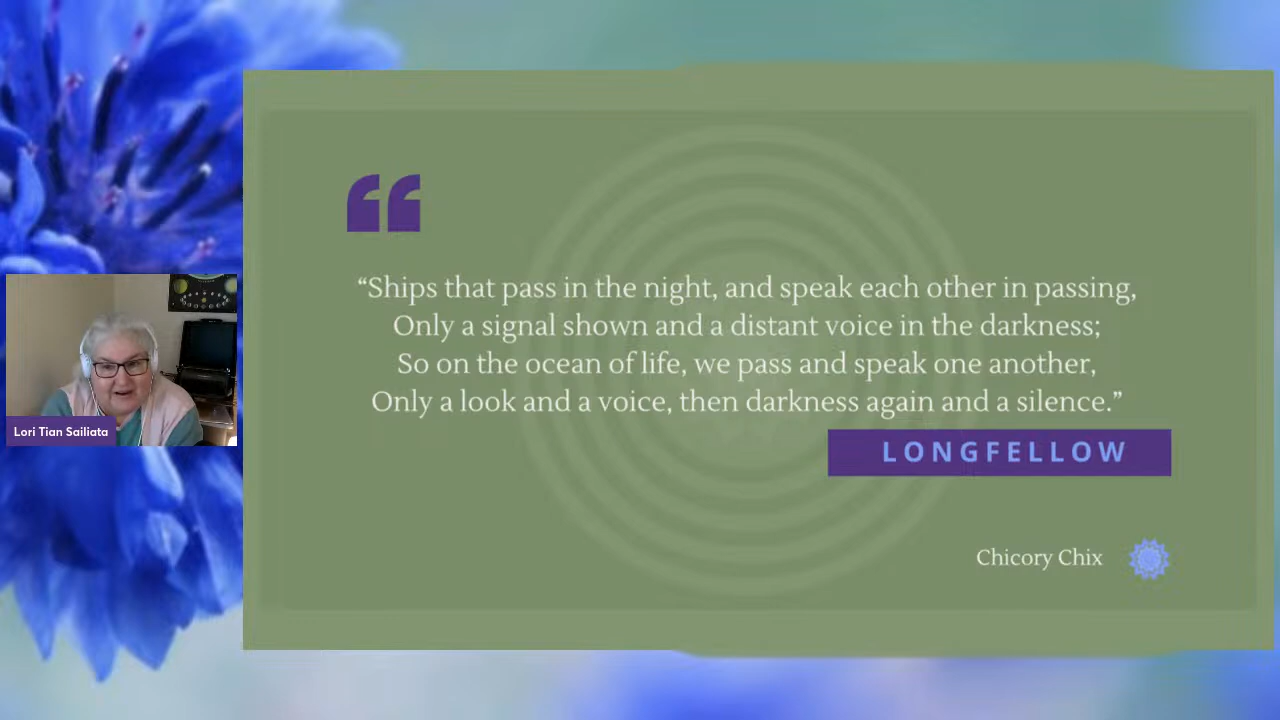 “Ships that pass in the night, and speak each other in passing,
Only a signal shown and a distant voice in the darkness;
So on the ocean of life, we pass and speak one another,
Only a look and a voice, then darkness again and a silence.”
LONGFELLOW
Chicory Chix
Lori Tian Sailiata